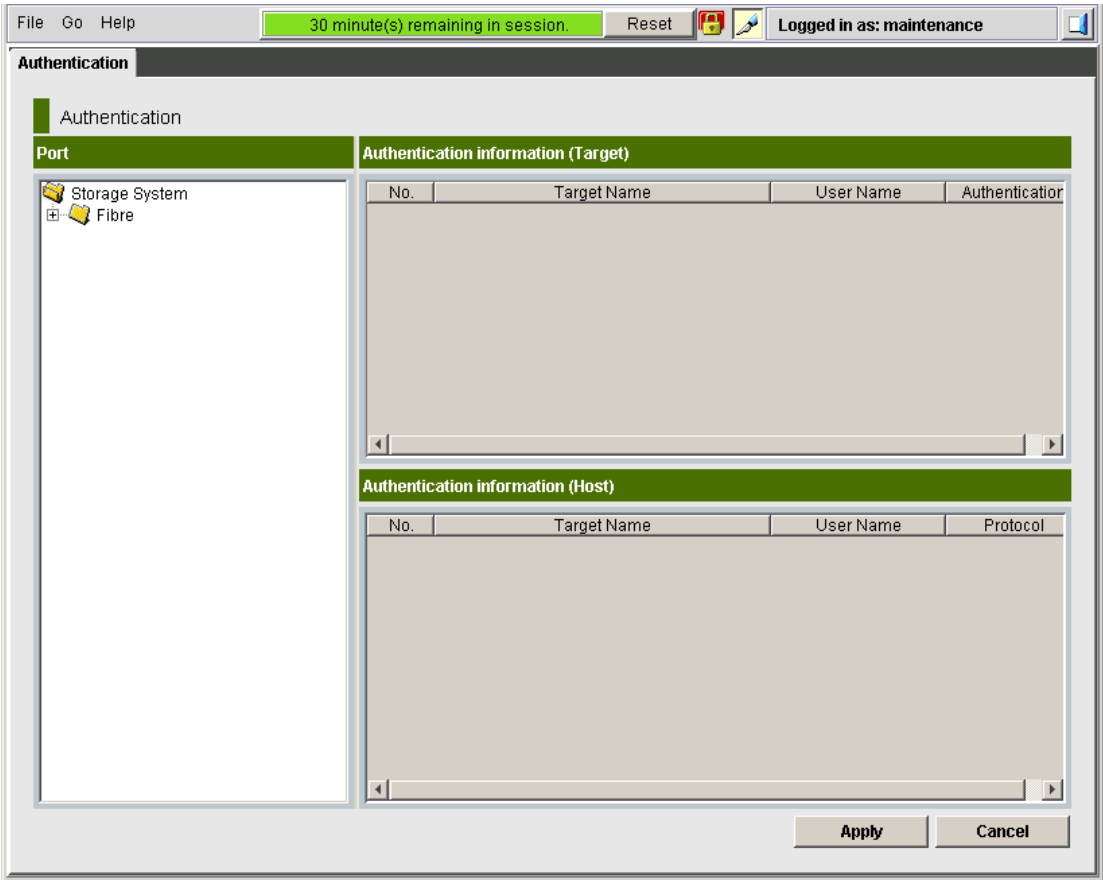 File Go Help 30 minute(s) remaining in session. Reset Logged in as: maintenance
Authentication
Authentication
Port Authentication information (Target)
Storage System
Fibre
No. Target Name User Name Authentication
Authentication information (Host)
No. Target Name User Name Protocol
Apply Cancel